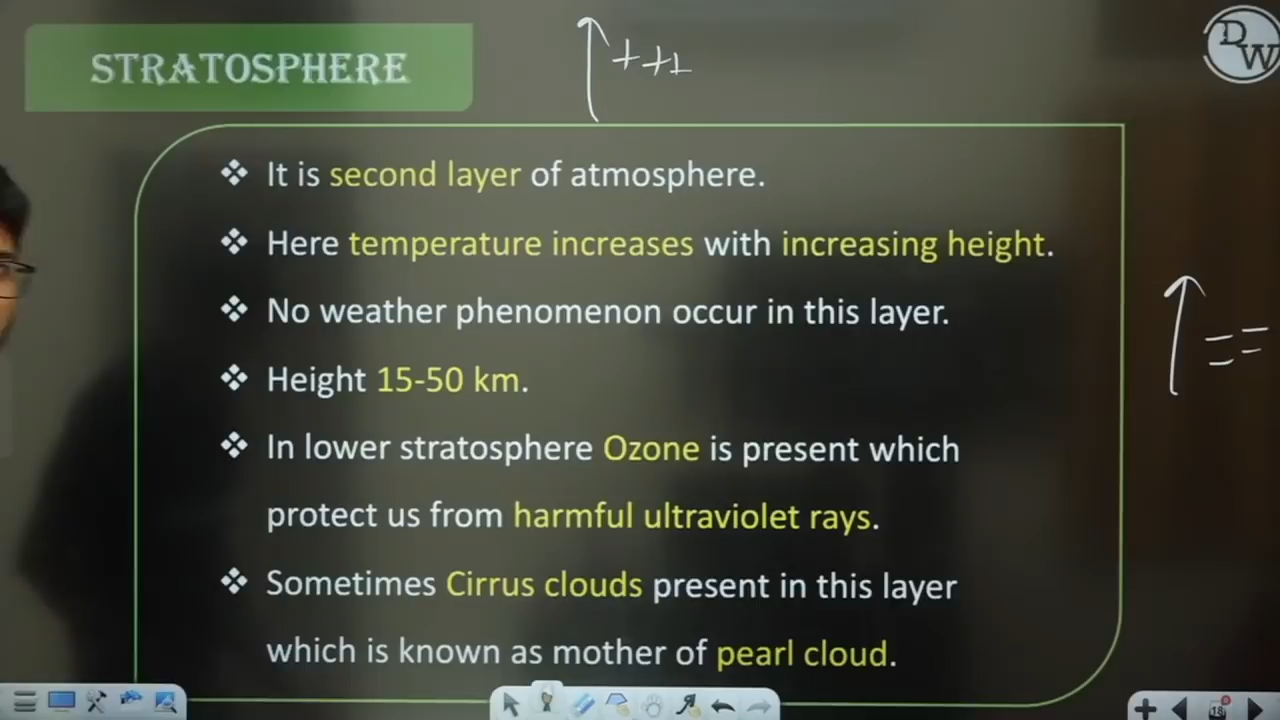 DW
STRATOSPHERE
+++
❖ It is second layer of atmosphere.
❖ Here temperature increases with increasing height.
❖ No weather phenomenon occur in this layer.
❖ Height 15-50 km.
❖ In lower stratosphere Ozone is present which
protect us from harmful ultraviolet rays.
❖ Sometimes Cirrus clouds present in this layer
which is known as mother of pearl cloud.
==
18